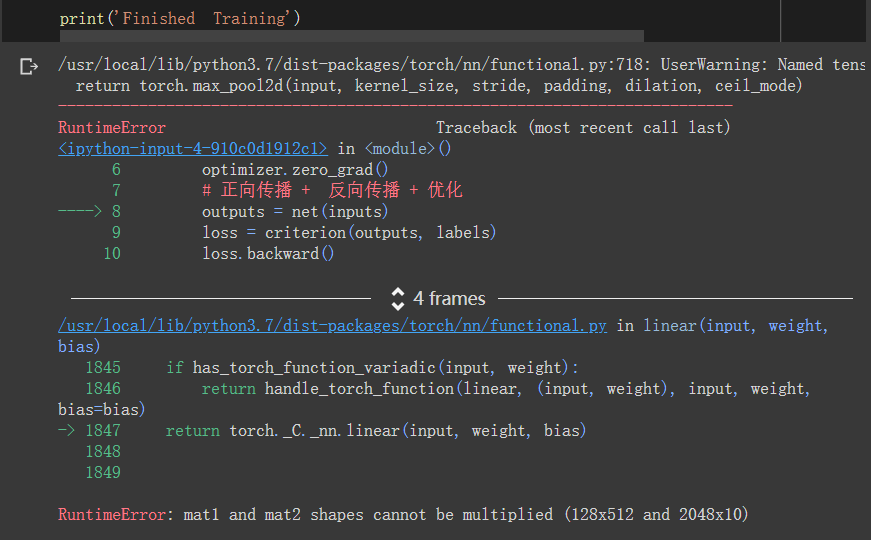 print('Finished  Training')
/usr/local/lib/python3.7/dist-packages/torch/nn/functional.py:718: UserWarning: Named tens
return torch.max_pool2d(input, kernel_size, stride, padding, dilation, ceil_mode)
---------------------------------------------------------------------------
RuntimeError                              Traceback (most recent call last)
<ipython-input-4-910c0d1912c1> in <module>()
6         optimizer.zero_grad()
7         # 正向传播 +  反向传播 + 优化
----> 8         outputs = net(inputs)
9         loss = criterion(outputs, labels)
10         loss.backward()
4 frames
/usr/local/lib/python3.7/dist-packages/torch/nn/functional.py in linear(input, weight,
bias)
1845     if has_torch_function_variadic(input, weight):
1846         return handle_torch_function(linear, (input, weight), input, weight,
bias=bias)
-> 1847     return torch._C._nn.linear(input, weight, bias)
1848
1849
RuntimeError: mat1 and mat2 shapes cannot be multiplied (128x512 and 2048x10)